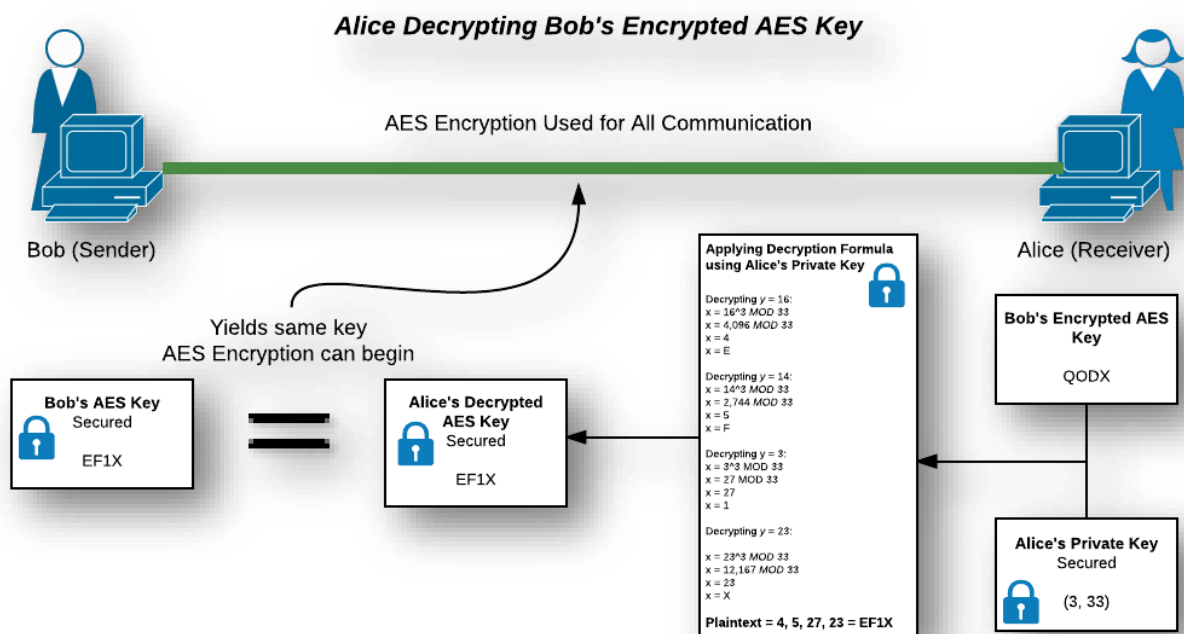 Alice Decrypting Bob's Encrypted AES Key
AES Encryption Used for All Communication
Bob (Sender)
Alice (Receiver)
Yields same key
AES Encryption can begin
Bob's AES Key
Secured
EF1X
Alice's Decrypted
AES Key
Secured
EF1X
Applying Decryption Formula
using Alice's Private Key
Decrypting y = 16:
x = 16^3 MOD 33
x = 4,096 MOD 33
x = 4
x = E
Decrypting y = 14:
x = 14^3 MOD 33
x = 2,744 MOD 33
x = 5
x = F
Decrypting y = 3:
x = 3^3 MOD 33
x = 27 MOD 33
x = 27
x = 1
Decrypting y = 23:
x = 23^3 MOD 33
x = 12,167 MOD 33
x = 23
x = X
Plaintext = 4, 5, 27, 23 = EF1X
Bob's Encrypted AES
Key
QODX
Alice's Private Key
Secured
(3, 33)